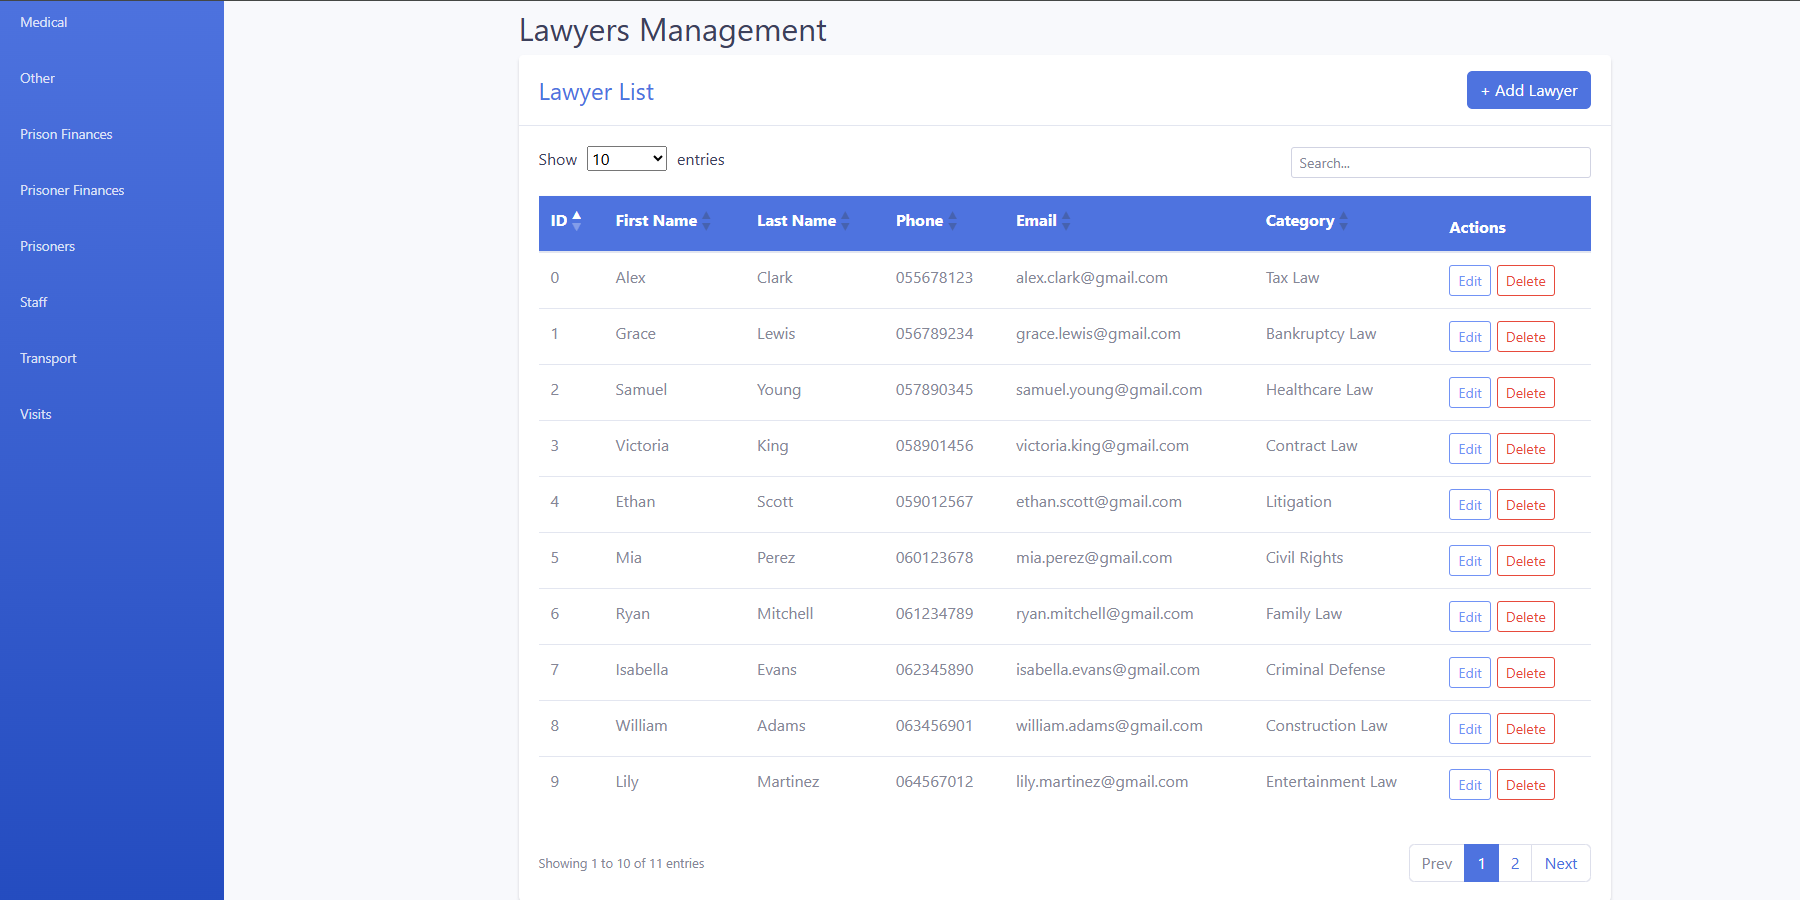 Medical
Other
Prison Finances
Prisoner Finances
Prisoners
Staff
Transport
Visits
Lawyers Management
Lawyer List
+ Add Lawyer
Show 10 entries
Search...
ID First Name Last Name Phone Email Category Actions
0 Alex Clark 055678123 alex.clark@gmail.com Tax Law Edit Delete
1 Grace Lewis 056789234 grace.lewis@gmail.com Bankruptcy Law Edit Delete
2 Samuel Young 057890345 samuel.young@gmail.com Healthcare Law Edit Delete
3 Victoria King 058901456 victoria.king@gmail.com Contract Law Edit Delete
4 Ethan Scott 059012567 ethan.scott@gmail.com Litigation Edit Delete
5 Mia Perez 060123678 mia.perez@gmail.com Civil Rights Edit Delete
6 Ryan Mitchell 061234789 ryan.mitchell@gmail.com Family Law Edit Delete
7 Isabella Evans 062345890 isabella.evans@gmail.com Criminal Defense Edit Delete
8 William Adams 063456901 william.adams@gmail.com Construction Law Edit Delete
9 Lily Martinez 064567012 lily.martinez@gmail.com Entertainment Law Edit Delete
Showing 1 to 10 of 11 entries
Prev 1 2 Next